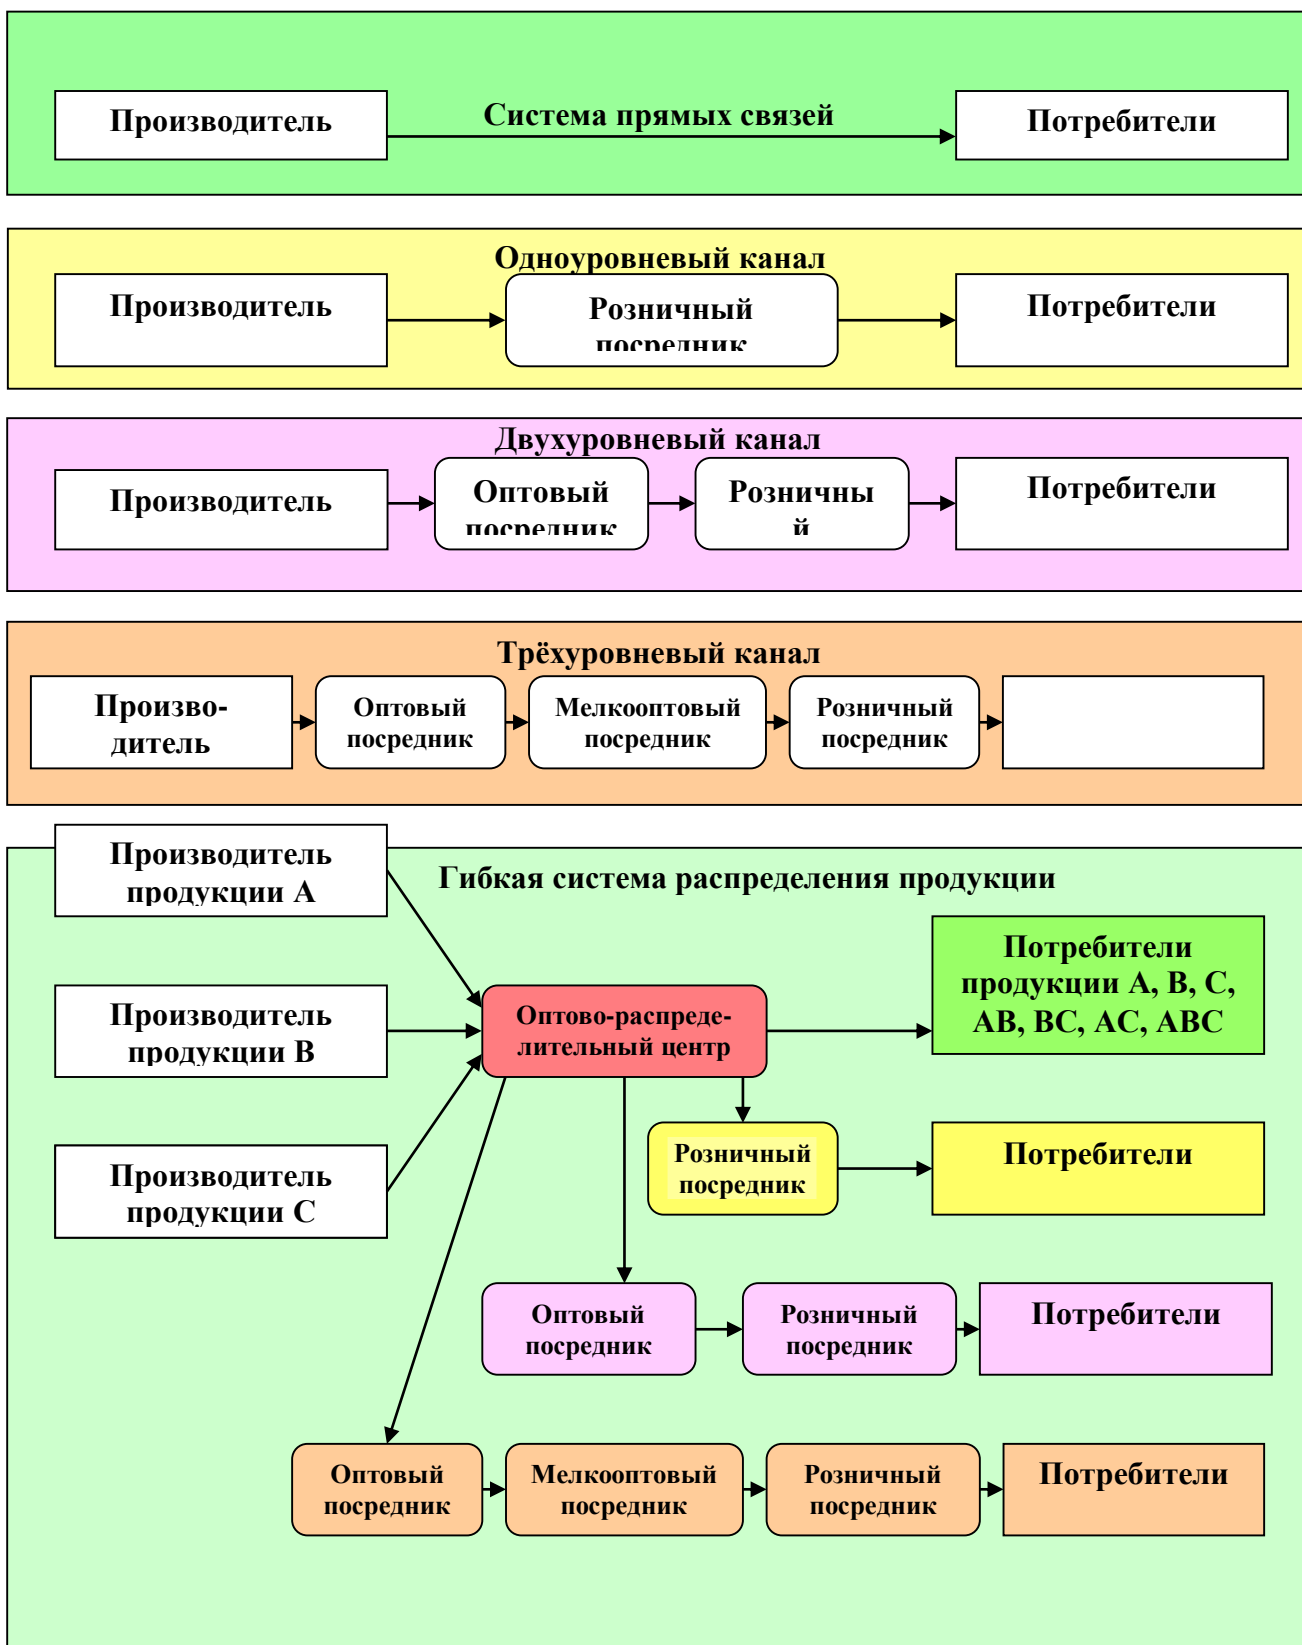 Производитель
Система прямых связей
Потребители
Одноуровневый канал
Производитель
Розничный
посредник
Потребители
Двухуровневый канал
Производитель
Оптовый
посредник
Розничны
й
Потребители
Трёхуровневый канал
Произво-
дитель
Оптовый
посредник
Мелкооптовый
посредник
Розничный
посредник
Производитель
продукции А
Гибкая система распределения продукции
Потребители
продукции А, В, С,
АВ, ВС, АС, АВС
Производитель
продукции В
Оптово-распреде-
лительный центр
Производитель
продукции С
Розничный
посредник
Потребители
Оптовый
посредник
Розничный
посредник
Потребители
Оптовый
посредник
Мелкооптовый
посредник
Розничный
посредник
Потребители